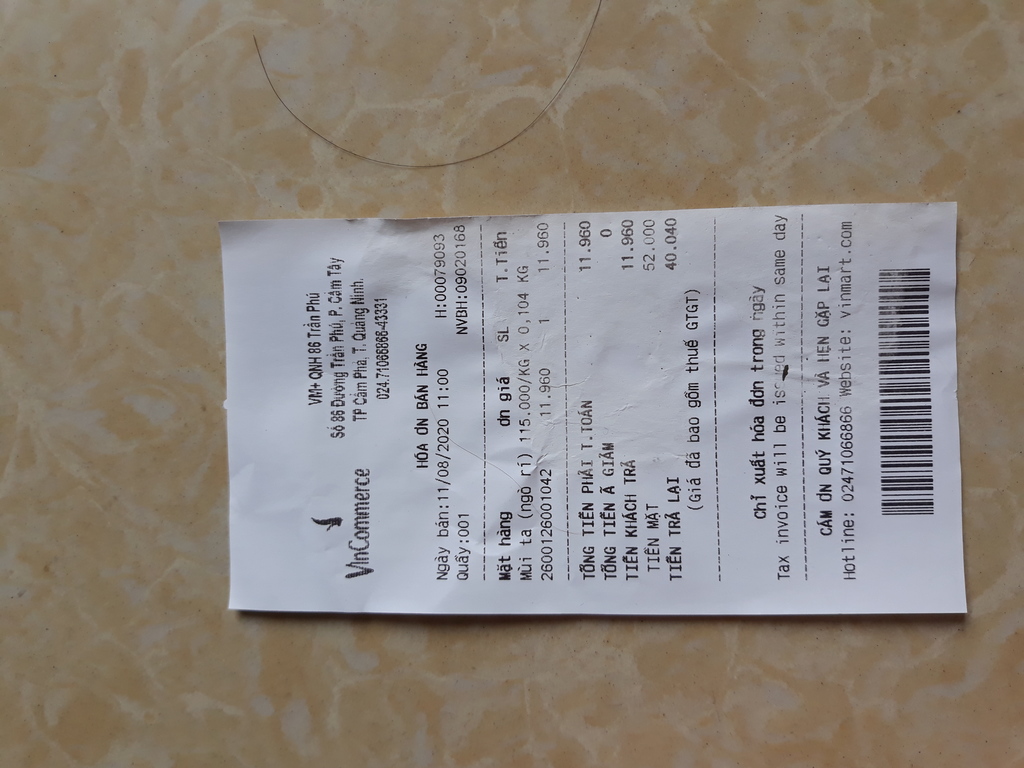 VinCommerce
VM+ QNH 86 Trần Phú
Số 86 Đường Trần Phú, P. Cẩm Tây
TP Cẩm Phả, T. Quảng Ninh.
024.71066866-43331
HÓA ĐN BÁN HÀNG
Ngày bán:11/08/2020 11:00 H:00079093
Quầy:001 NVBH:09020168
Mặt hàng đn giá SL T.Tiền
Mùi ta (ngò rí) 115.000/KG X 0,104 KG
2600126001042 11.960 1 11.960
TỔNG TIỀN PHẢI T.TOÁN 11.960
TỔNG TIỀN Ã GIẢM 0
TIỀN KHÁCH TRẢ 11.960
TIỀN MẶT 52.000
TIỀN TRẢ LẠI 40.040
(Giá đã bao gồm thuế GTGT)
Chỉ xuất hóa đơn trong ngày
Tax invoice will be issued within same day
CẢM ƠN QUÝ KHÁCH VÀ HẸN GẶP LẠI
Hotline: 02471066866 Website: vinmart.com